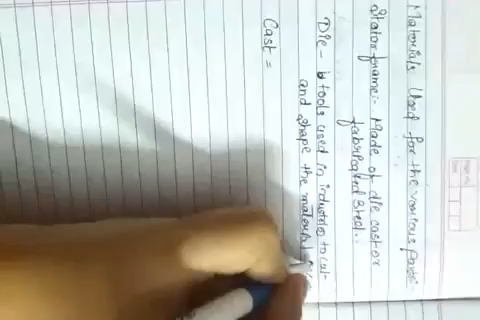 Materials Used for the various parts
Stator frame:- Made of die cast or
fabricated steel.
Die - tools used in industries to cut
and shape the material
Cast =